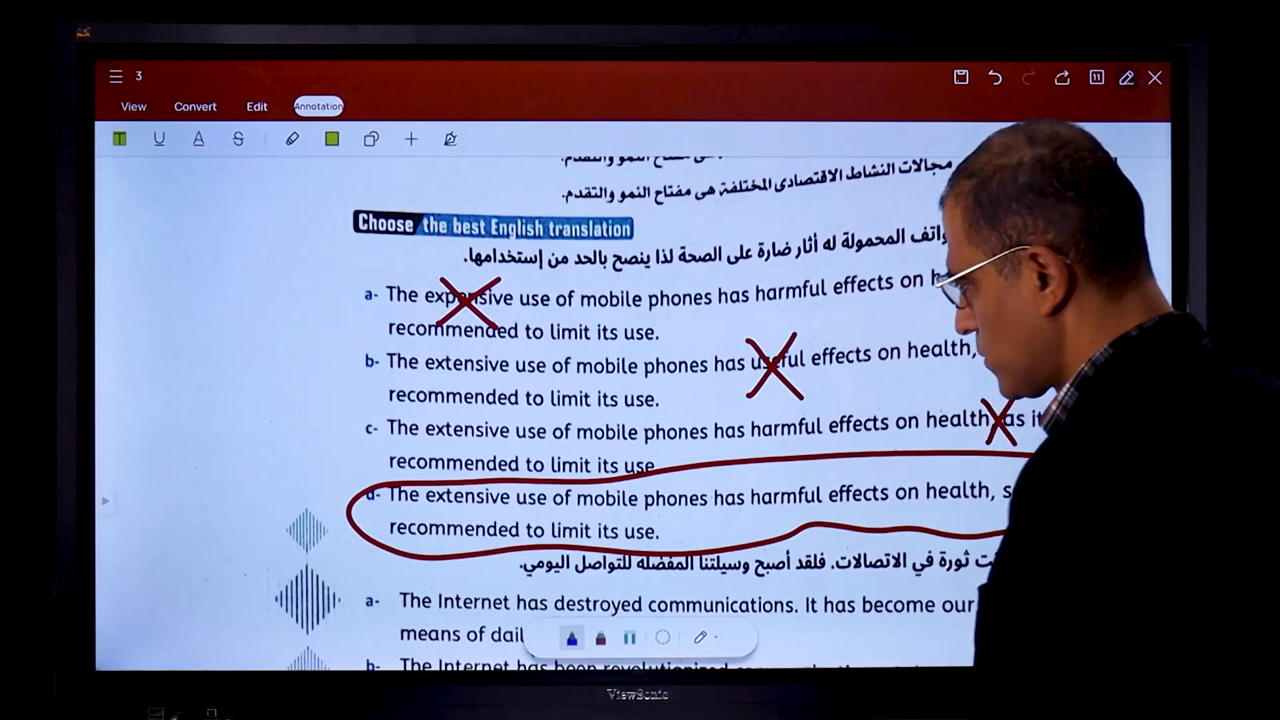 3
View Convert Edit Annotation
مجالات النشاط الاقتصادى المختلفة هى مفتاح النمو والتقدم.
Choose the best English translation
المحمولة له أثار ضارة على الصحة لذا ينصح بالحد من إستخدامها.
a- The expensive use of mobile phones has harmful effects on
recommended to limit its use.
b- The extensive use of mobile phones has useful effects on health,
recommended to limit its use.
c- The extensive use of mobile phones has harmful effects on health, as it
recommended to limit its use.
d- The extensive use of mobile phones has harmful effects on health,
recommended to limit its use.
ثورة في الاتصالات. فلقد أصبح وسيلتنا المفضله للتواصل اليومي.
a- The Internet has destroyed communications. It has become our
means of
b- The Internet has been revolutionized
ViewSonic